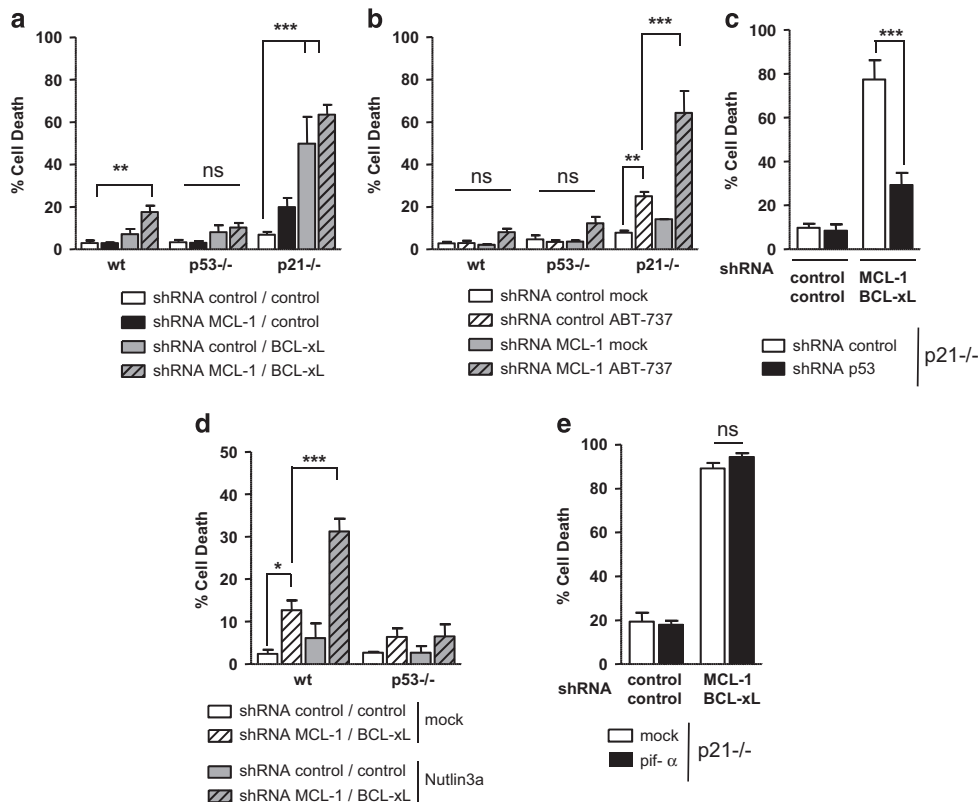 a
% Cell Death
100
80
60
40
20
0
**
ns
***
wt
p53-/-
p21-/-
shRNA control / control
shRNA MCL-1 / control
shRNA control / BCL-xL
shRNA MCL-1 / BCL-xL
b
% Cell Death
100
80
60
40
20
0
ns
ns
**
***
wt
p53-/-
p21-/-
shRNA control mock
shRNA control ABT-737
shRNA MCL-1 mock
shRNA MCL-1 ABT-737
c
% Cell Death
100
80
60
40
20
0
***
shRNA
control
control
MCL-1
BCL-xL
shRNA control
shRNA p53
p21-/-
d
% Cell Death
50
40
30
20
10
0
*
***
wt
p53-/-
shRNA control / control
shRNA MCL-1 / BCL-xL
mock
shRNA control / control
shRNA MCL-1 / BCL-xL
Nutlin3a
e
% Cell Death
100
80
60
40
20
0
ns
shRNA
control
control
MCL-1
BCL-xL
mock
pif- α
p21-/-